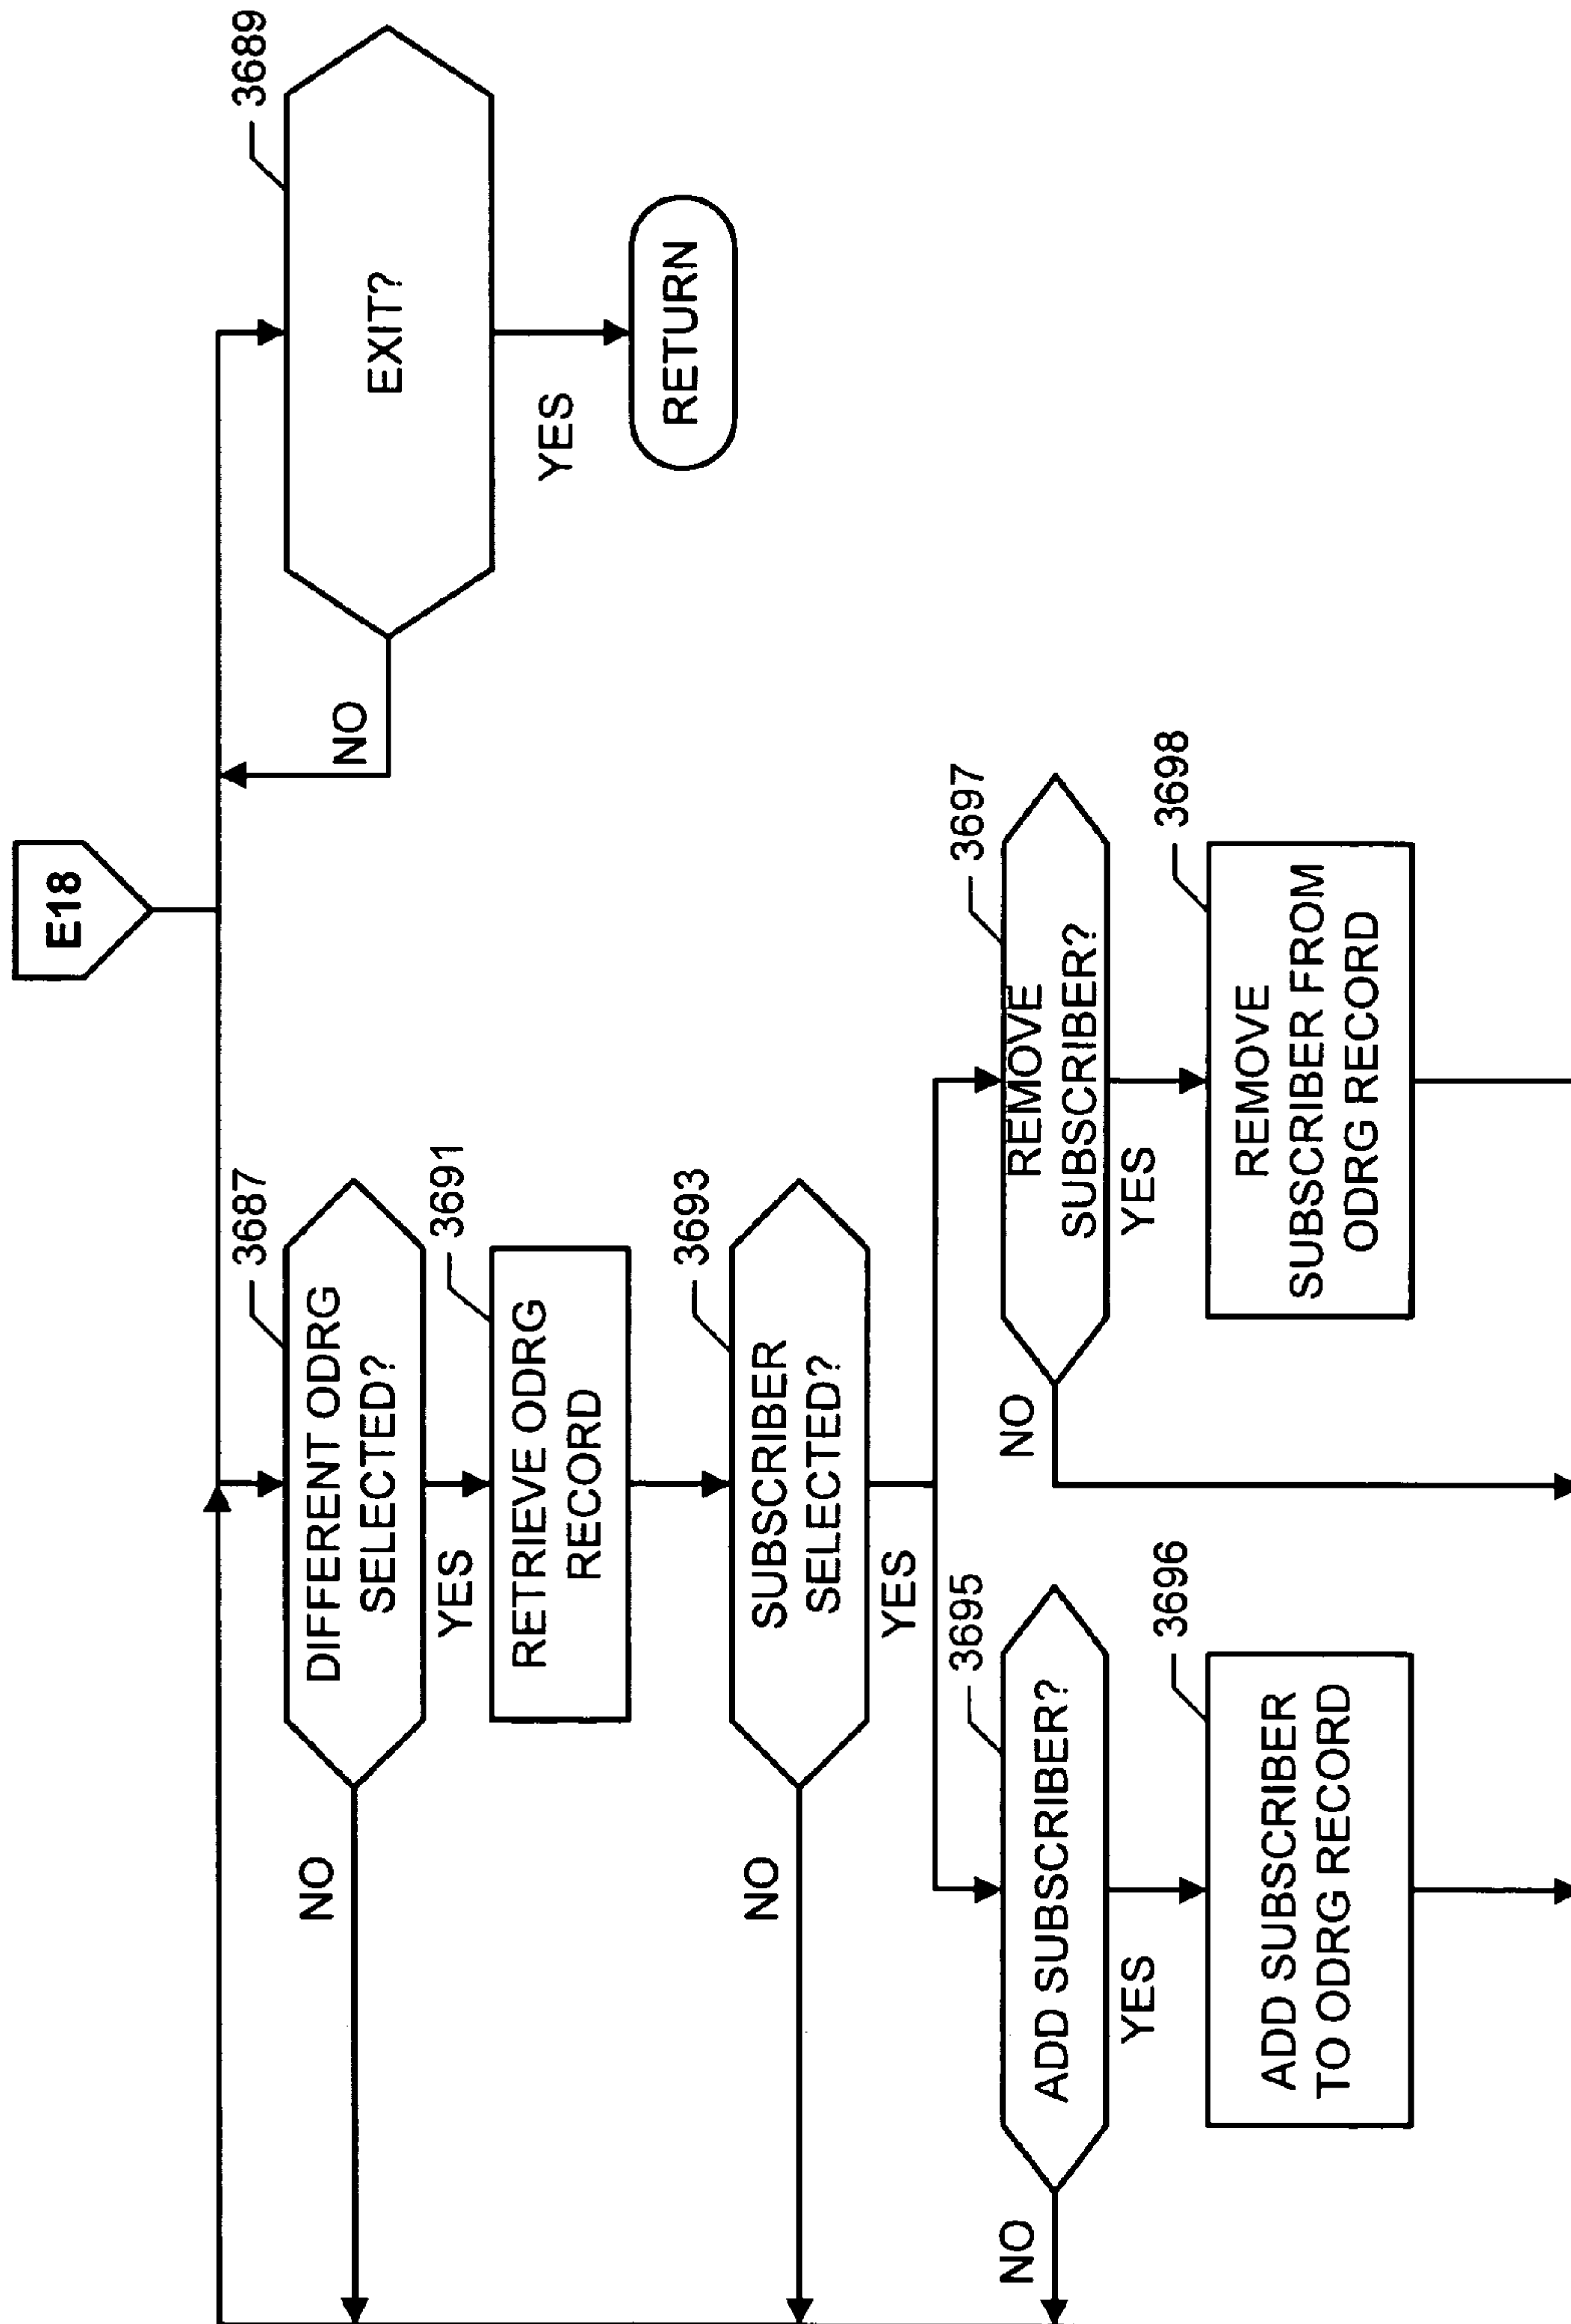 E18
3687
DIFFERENT ODRG
SELECTED?
NO
YES
3689
EXIT?
NO
YES
RETURN
3691
RETRIEVE ODRG
RECORD
3693
SUBSCRIBER
SELECTED?
NO
YES
3695
ADD SUBSCRIBER?
NO
YES
3696
ADD SUBSCRIBER
TO ODRG RECORD
3697
REMOVE
SUBSCRIBER?
NO
YES
3698
REMOVE
SUBSCRIBER FROM
ODRG RECORD